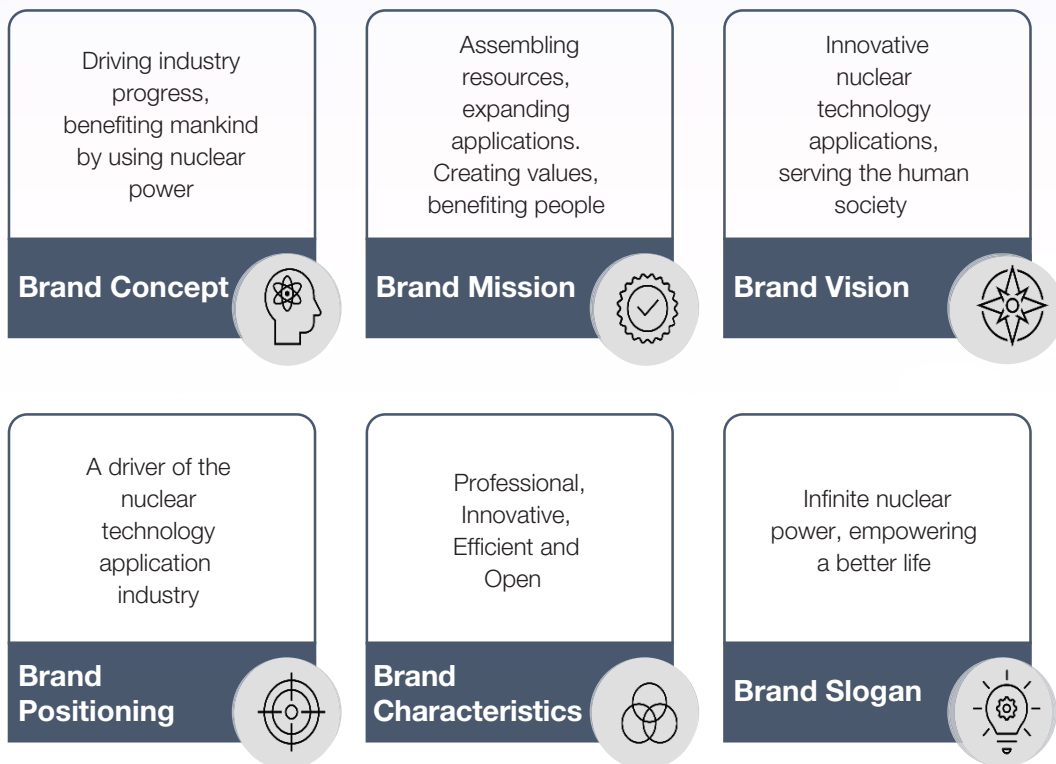 Driving industry
progress,
benefiting mankind
by using nuclear
power
Brand Concept
Assembling
resources,
expanding
applications.
Creating values,
benefiting people
Brand Mission
Innovative
nuclear
technology
applications,
serving the human
society
Brand Vision
A driver of the
nuclear
technology
application
industry
Brand
Positioning
Professional,
Innovative,
Efficient and
Open
Brand
Characteristics
Infinite nuclear
power, empowering
a better life
Brand Slogan